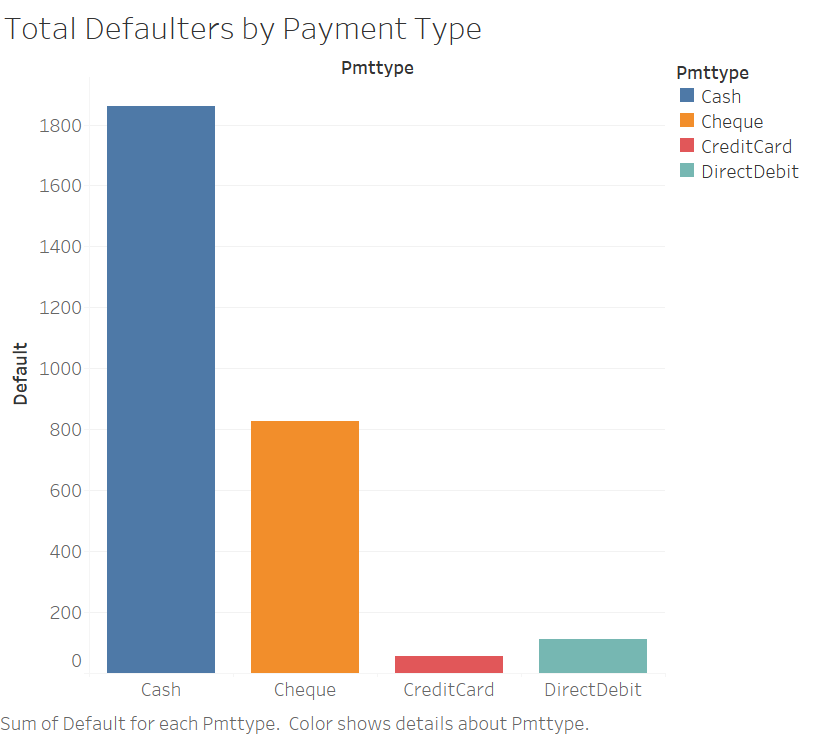 Total Defaulters by Payment Type
Pmttype
Pmttype
Cash
Cheque
CreditCard
DirectDebit
Default
1800
1600
1400
1200
1000
800
600
400
200
0
Cash Cheque CreditCard DirectDebit
Sum of Default for each Pmttype. Color shows details about Pmttype.